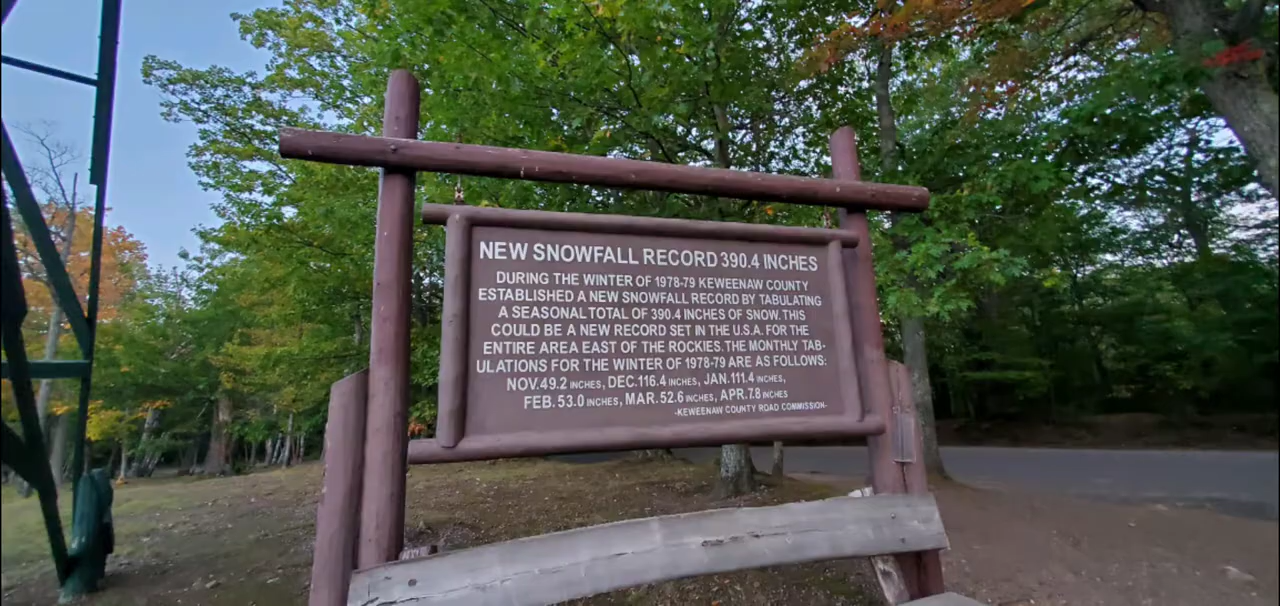 NEW SNOWFALL RECORD 390.4 INCHES
DURING THE WINTER OF 1978-79 KEWEENAW COUNTY
ESTABLISHED A NEW SNOWFALL RECORD BY TABULATING
A SEASONAL TOTAL OF 390.4 INCHES OF SNOW. THIS
COULD BE A NEW RECORD SET IN THE U.S.A. FOR THE
ENTIRE AREA EAST OF THE ROCKIES. THE MONTHLY TAB-
ULATIONS FOR THE WINTER OF 1978-79 ARE AS FOLLOWS:
NOV. 49.2 INCHES, DEC. 116.4 INCHES, JAN. 111.4 INCHES,
FEB. 53.0 INCHES, MAR. 52.6 INCHES, APR. 7.8 INCHES
-KEWEENAW COUNTY ROAD COMMISSION-